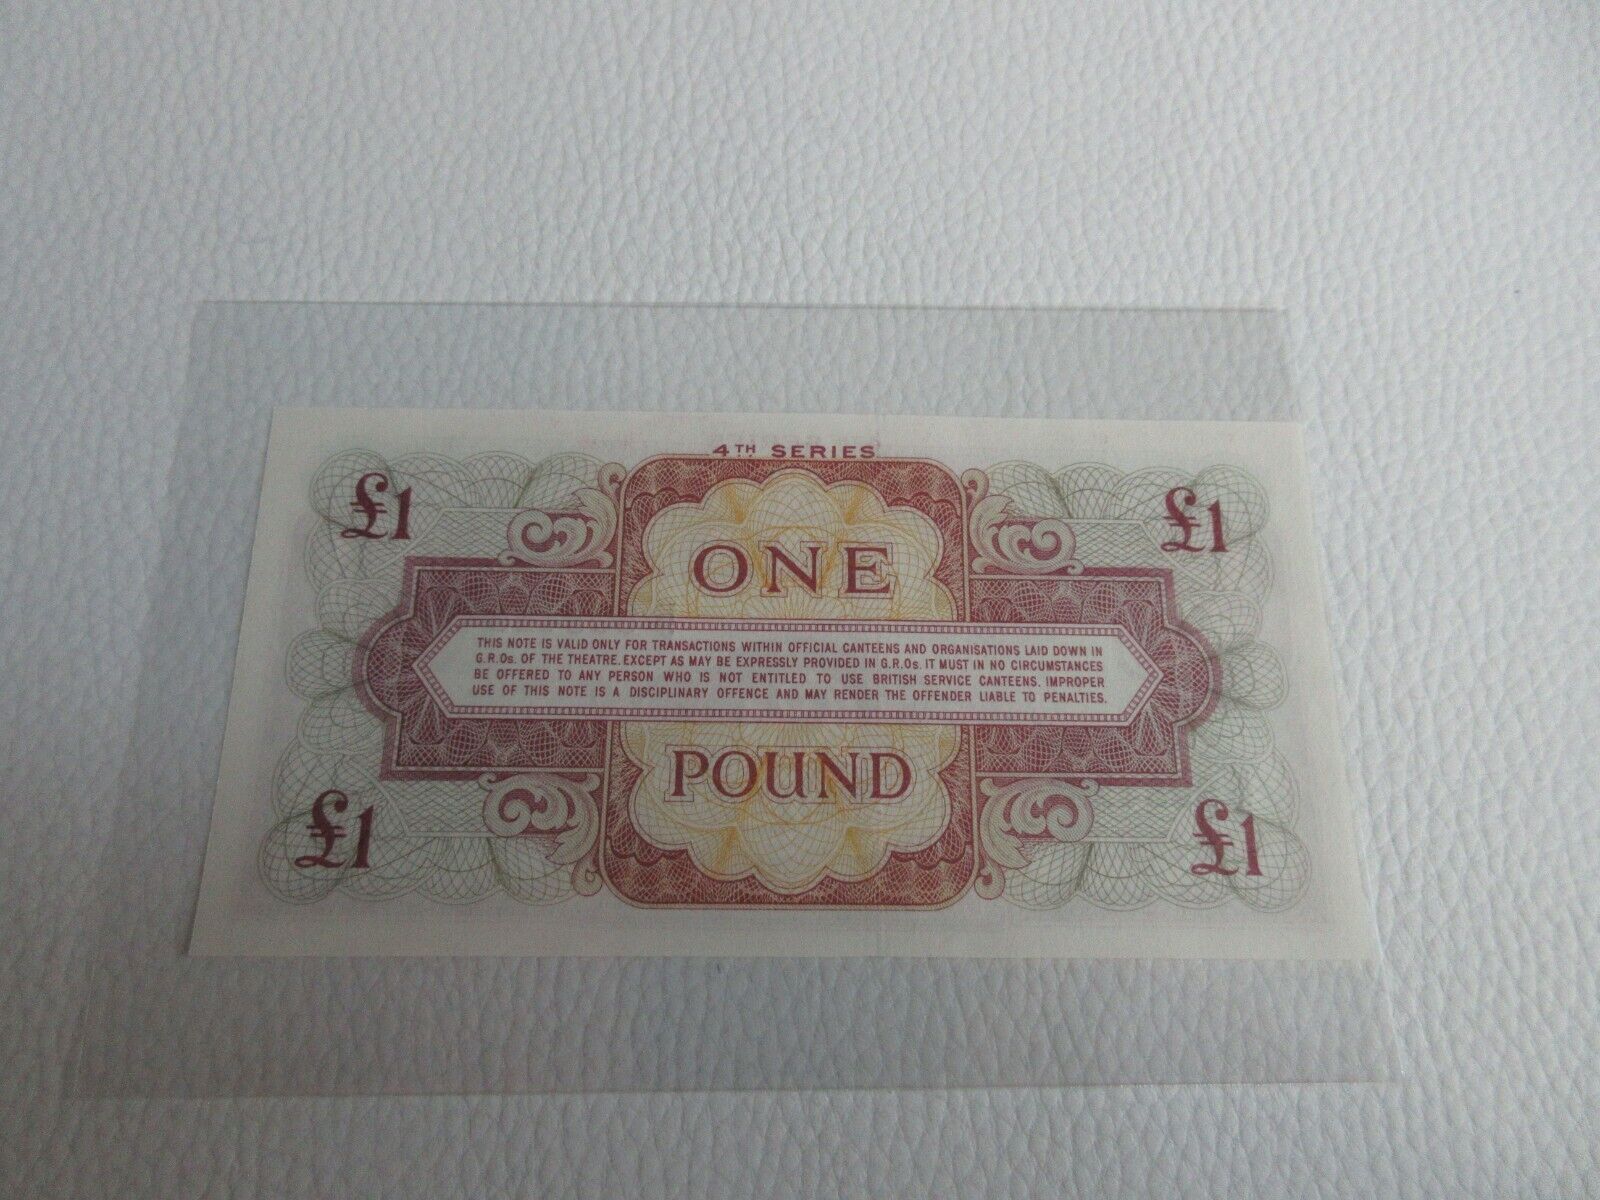 4TH SERIES
£1 £1
ONE
THIS NOTE IS VALID ONLY FOR TRANSACTIONS WITHIN OFFICIAL CANTEENS AND ORGANISATIONS LAID DOWN IN
G.R.Os. OF THE THEATRE. EXCEPT AS MAY BE EXPRESSLY PROVIDED IN G.R.Os. IT MUST IN NO CIRCUMSTANCES
BE OFFERED TO ANY PERSON WHO IS NOT ENTITLED TO USE BRITISH SERVICE CANTEENS. IMPROPER
USE OF THIS NOTE IS A DISCIPLINARY OFFENCE AND MAY RENDER THE OFFENDER LIABLE TO PENALTIES.
POUND
£1 £1